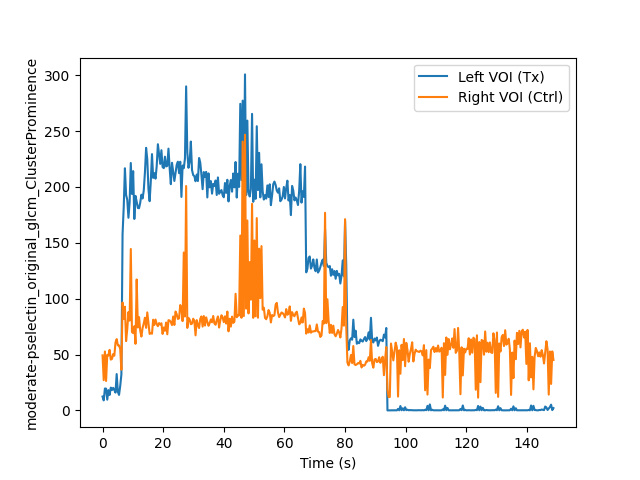 moderate-pselectin_original_glcm_ClusterProminence
300
250
200
150
100
50
0
Left VOI (Tx)
Right VOI (Ctrl)
0 20 40 60 80 100 120 140
Time (s)